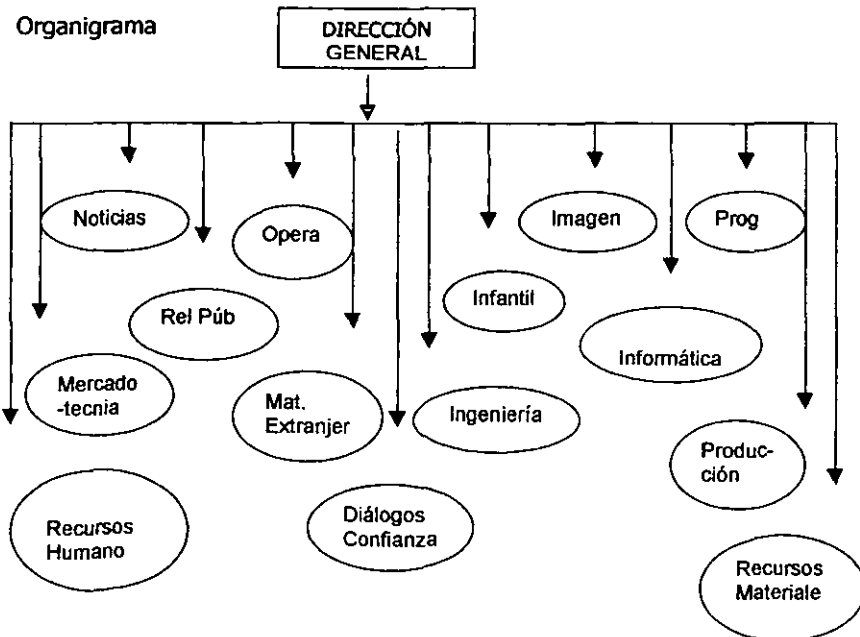 Organigrama
DIRECCIÓN
GENERAL
Noticias
Opera
Imagen
Prog
Rel Púb
Infantil
Informática
Mercado
-tecnia
Mat.
Extranjer
Ingeniería
Produc-
ción
Recursos
Humano
Diálogos
Confianza
Recursos
Materiale